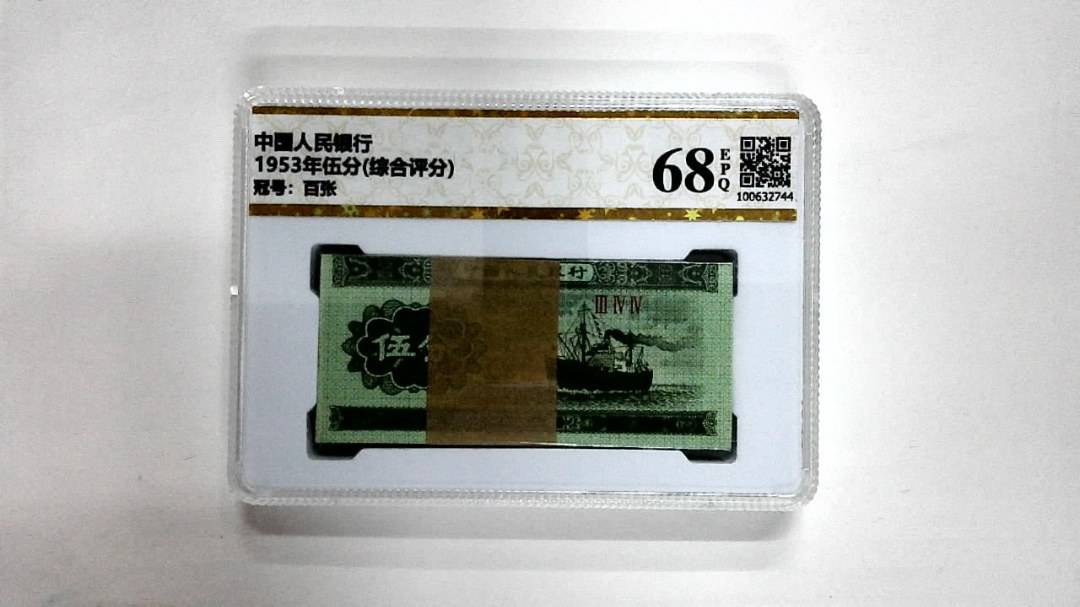 中国人民银行
1953年伍分(综合评分)
冠号：百张
68 EPQ
100632744
行
III IV IV
伍分